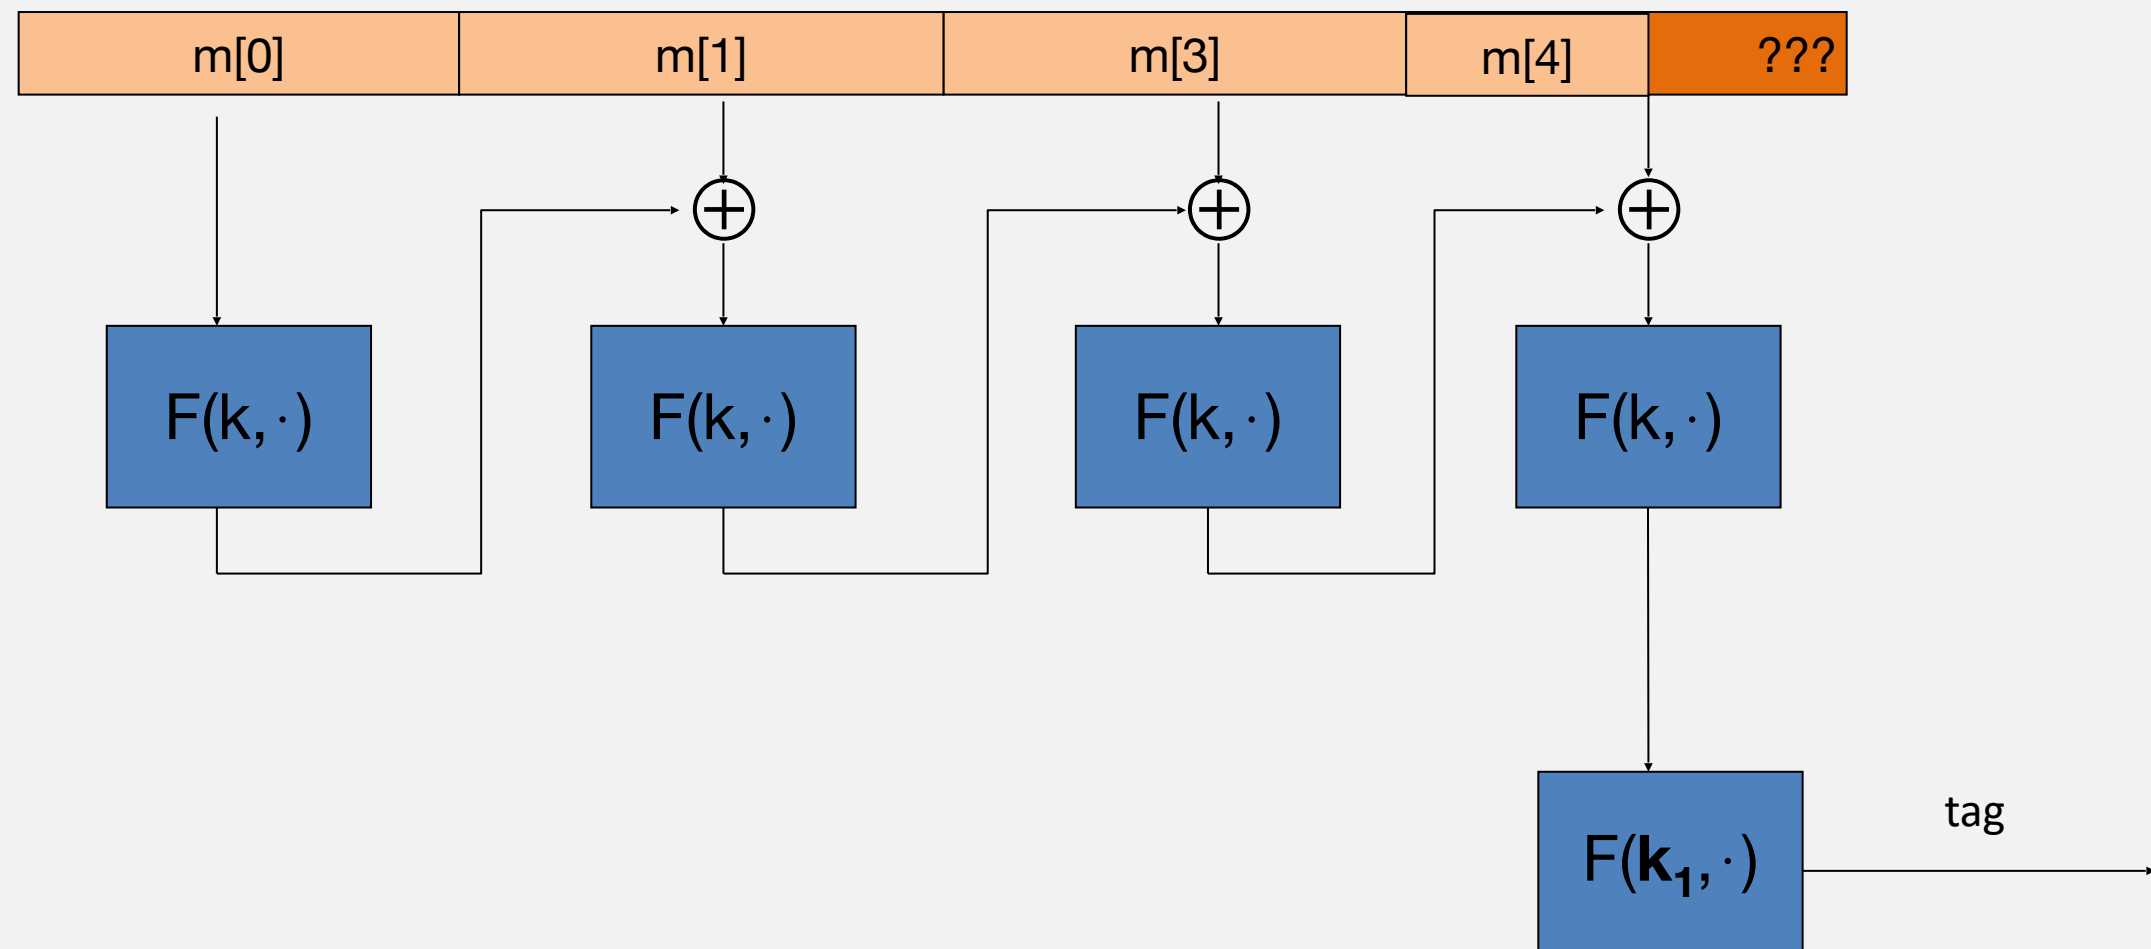 m[0] m[1] m[3] m[4] ???
F(k, ·) F(k, ·) F(k, ·) F(k, ·)
tag
F(k₁, ·)